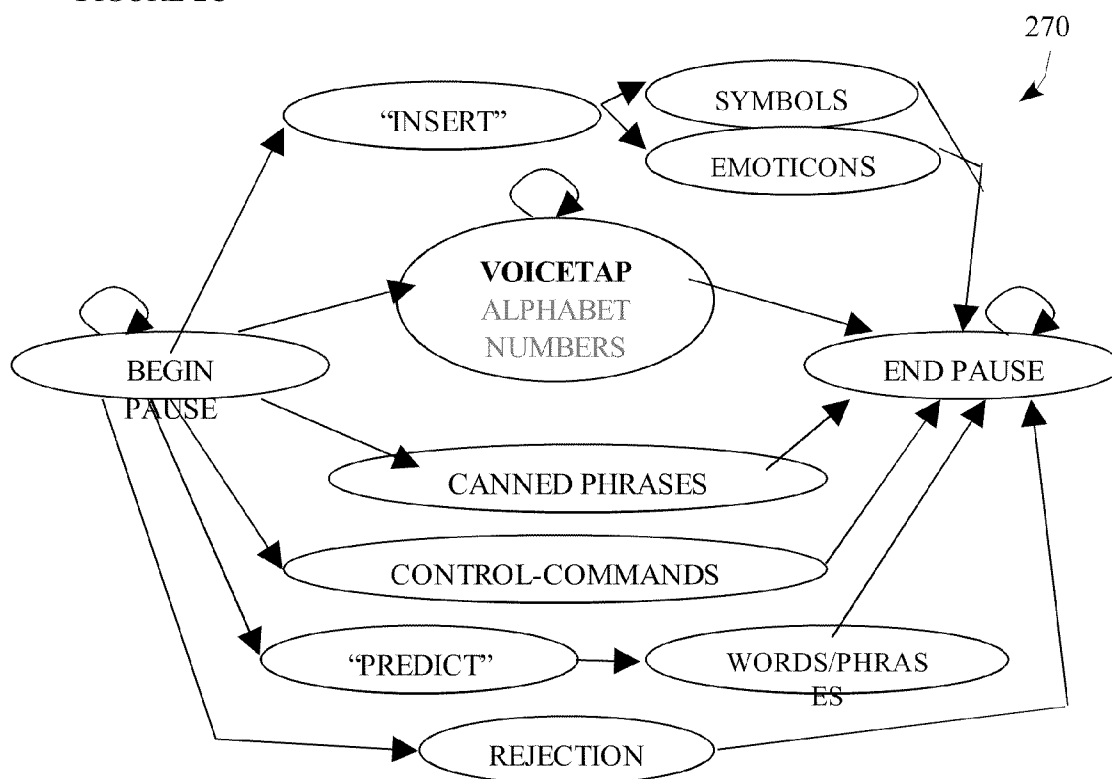 FIGURE
270
SYMBOLS
“INSERT”
EMOTICONS
VOICETAP
ALPHABET
NUMBERS
BEGIN
PAUSE
END PAUSE
CANNED PHRASES
CONTROL-COMMANDS
“PREDICT”
WORDS/PHRAS
ES
REJECTION